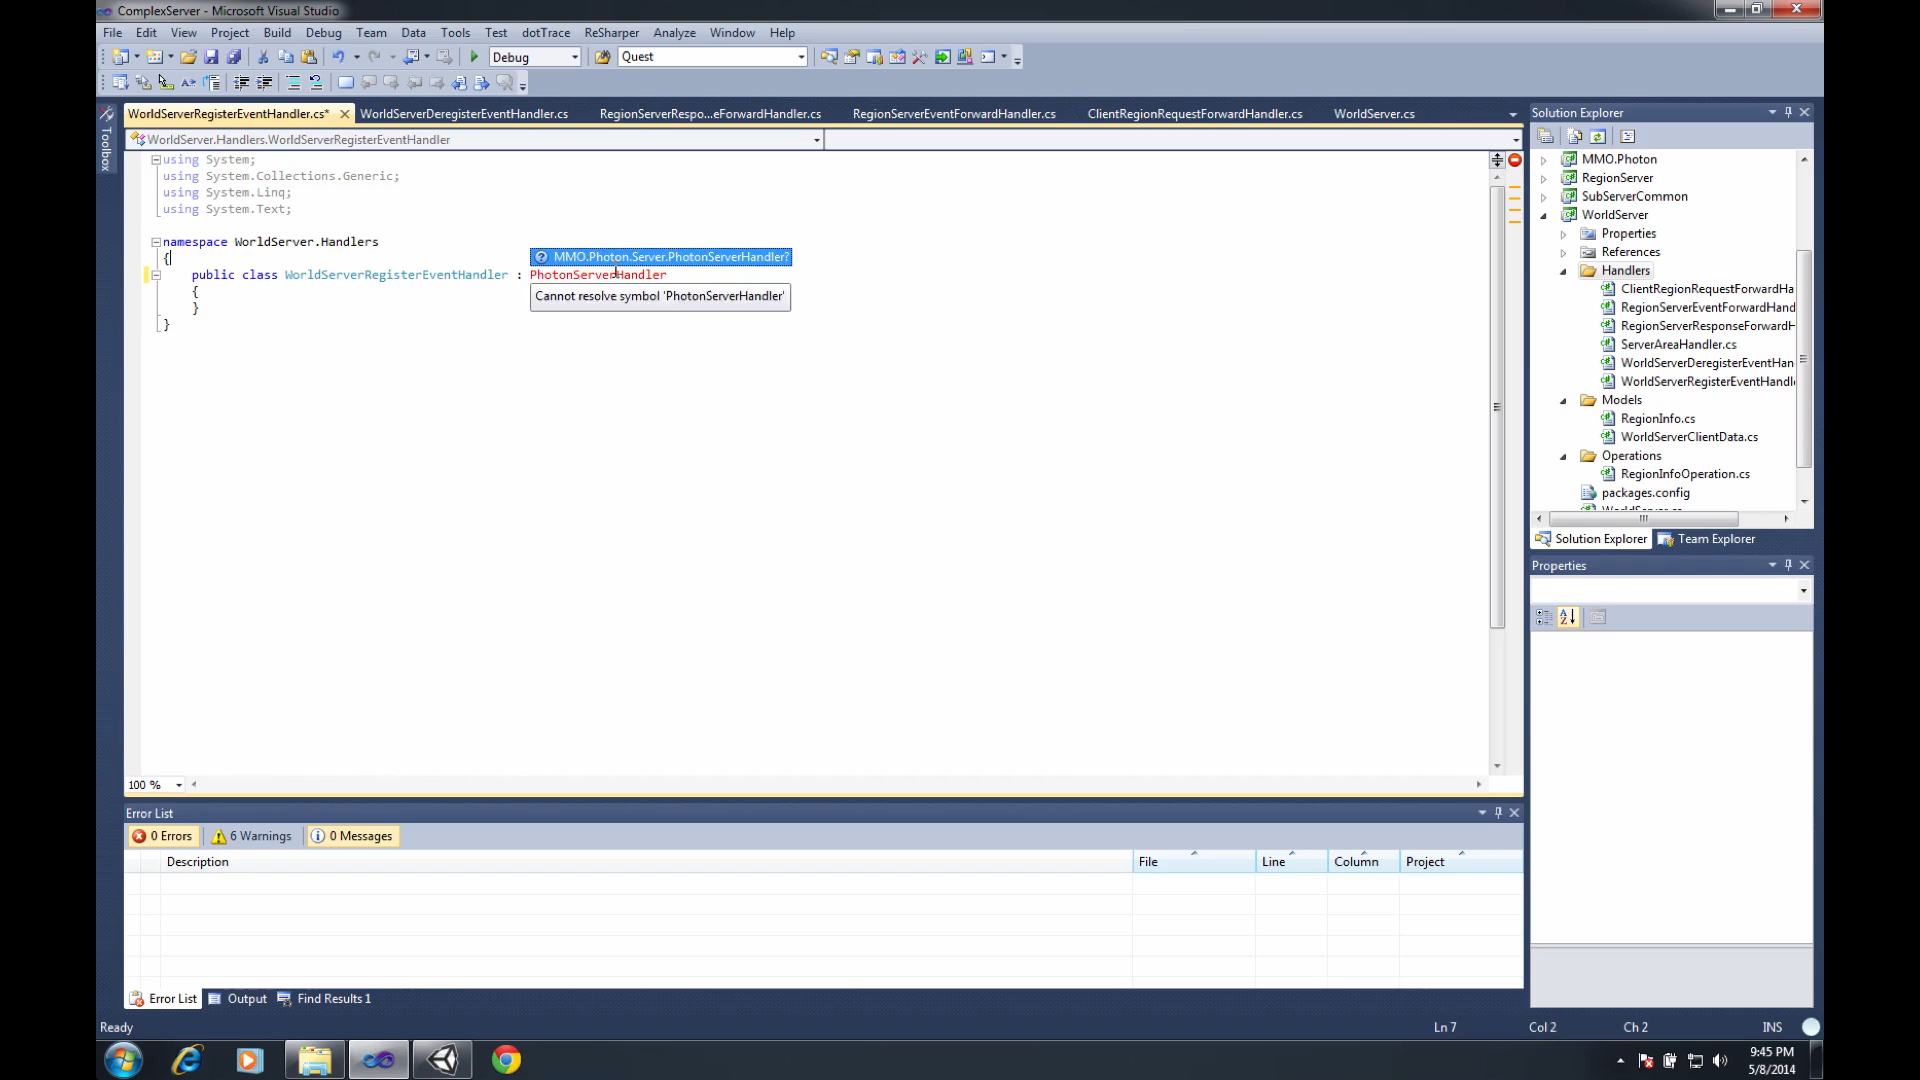 ComplexServer - Microsoft Visual Studio
File Edit View Project Build Debug Team Data Tools Test dotTrace ReSharper Analyze Window Help
Debug Quest
WorldServerRegisterEventHandler.cs* WorldServerDeregisterEventHandler.cs RegionServerRespo...eForwardHandler.cs RegionServerEventForwardHandler.cs ClientRegionRequestForwardHandler.cs WorldServer.cs
WorldServer.Handlers.WorldServerRegisterEventHandler
Toolbox
using System;
using System.Collections.Generic;
using System.Linq;
using System.Text;
namespace WorldServer.Handlers
{
MMO.Photon.Server.PhotonServerHandler?
public class WorldServerRegisterEventHandler : PhotonServerHandler
{
Cannot resolve symbol 'PhotonServerHandler'
}
}
100 %
Solution Explorer
MMO.Photon
RegionServer
SubServerCommon
WorldServer
Properties
References
Handlers
ClientRegionRequestForwardHa
RegionServerEventForwardHand
RegionServerResponseForwardH
ServerAreaHandler.cs
WorldServerDeregisterEventHan
WorldServerRegisterEventHandl
Models
RegionInfo.cs
WorldServerClientData.cs
Operations
RegionInfoOperation.cs
packages.config
WorldServer.cs
Solution Explorer Team Explorer
Properties
Error List
0 Errors 6 Warnings 0 Messages
Description File Line Column Project
Error List Output Find Results 1
Ready Ln 7 Col 2 Ch 2 INS
9:45 PM
5/8/2014